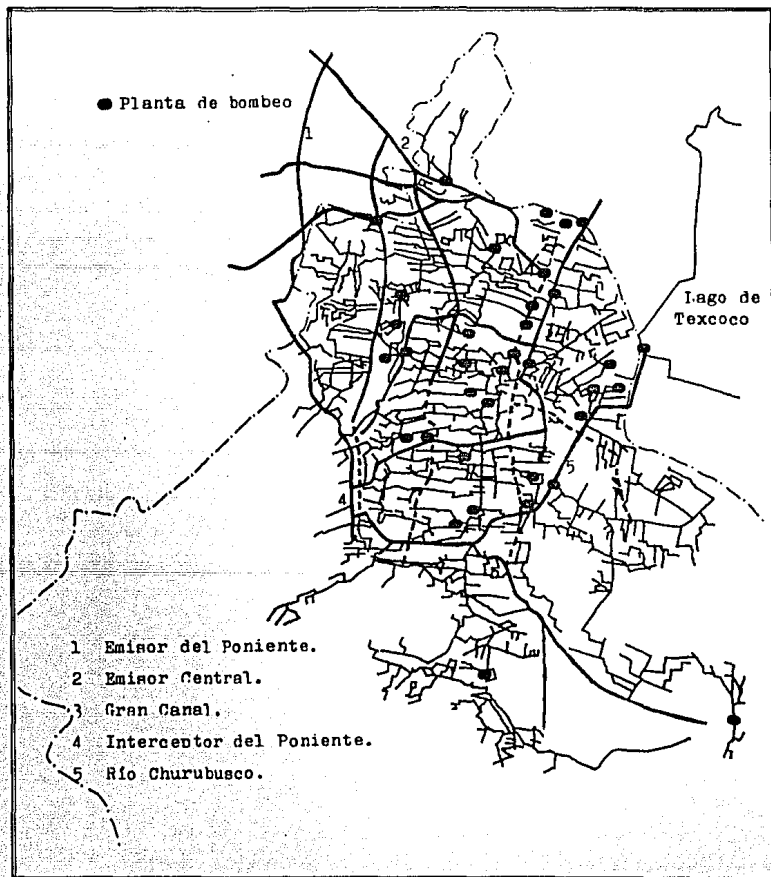 Planta de bombeo
1
2
3
Lago de
Texcoco
5
4
1 Emisor del Poniente.
2 Emisor Central.
3 Gran Canal.
4 Interceptor del Poniente.
5 Río Churubusco.